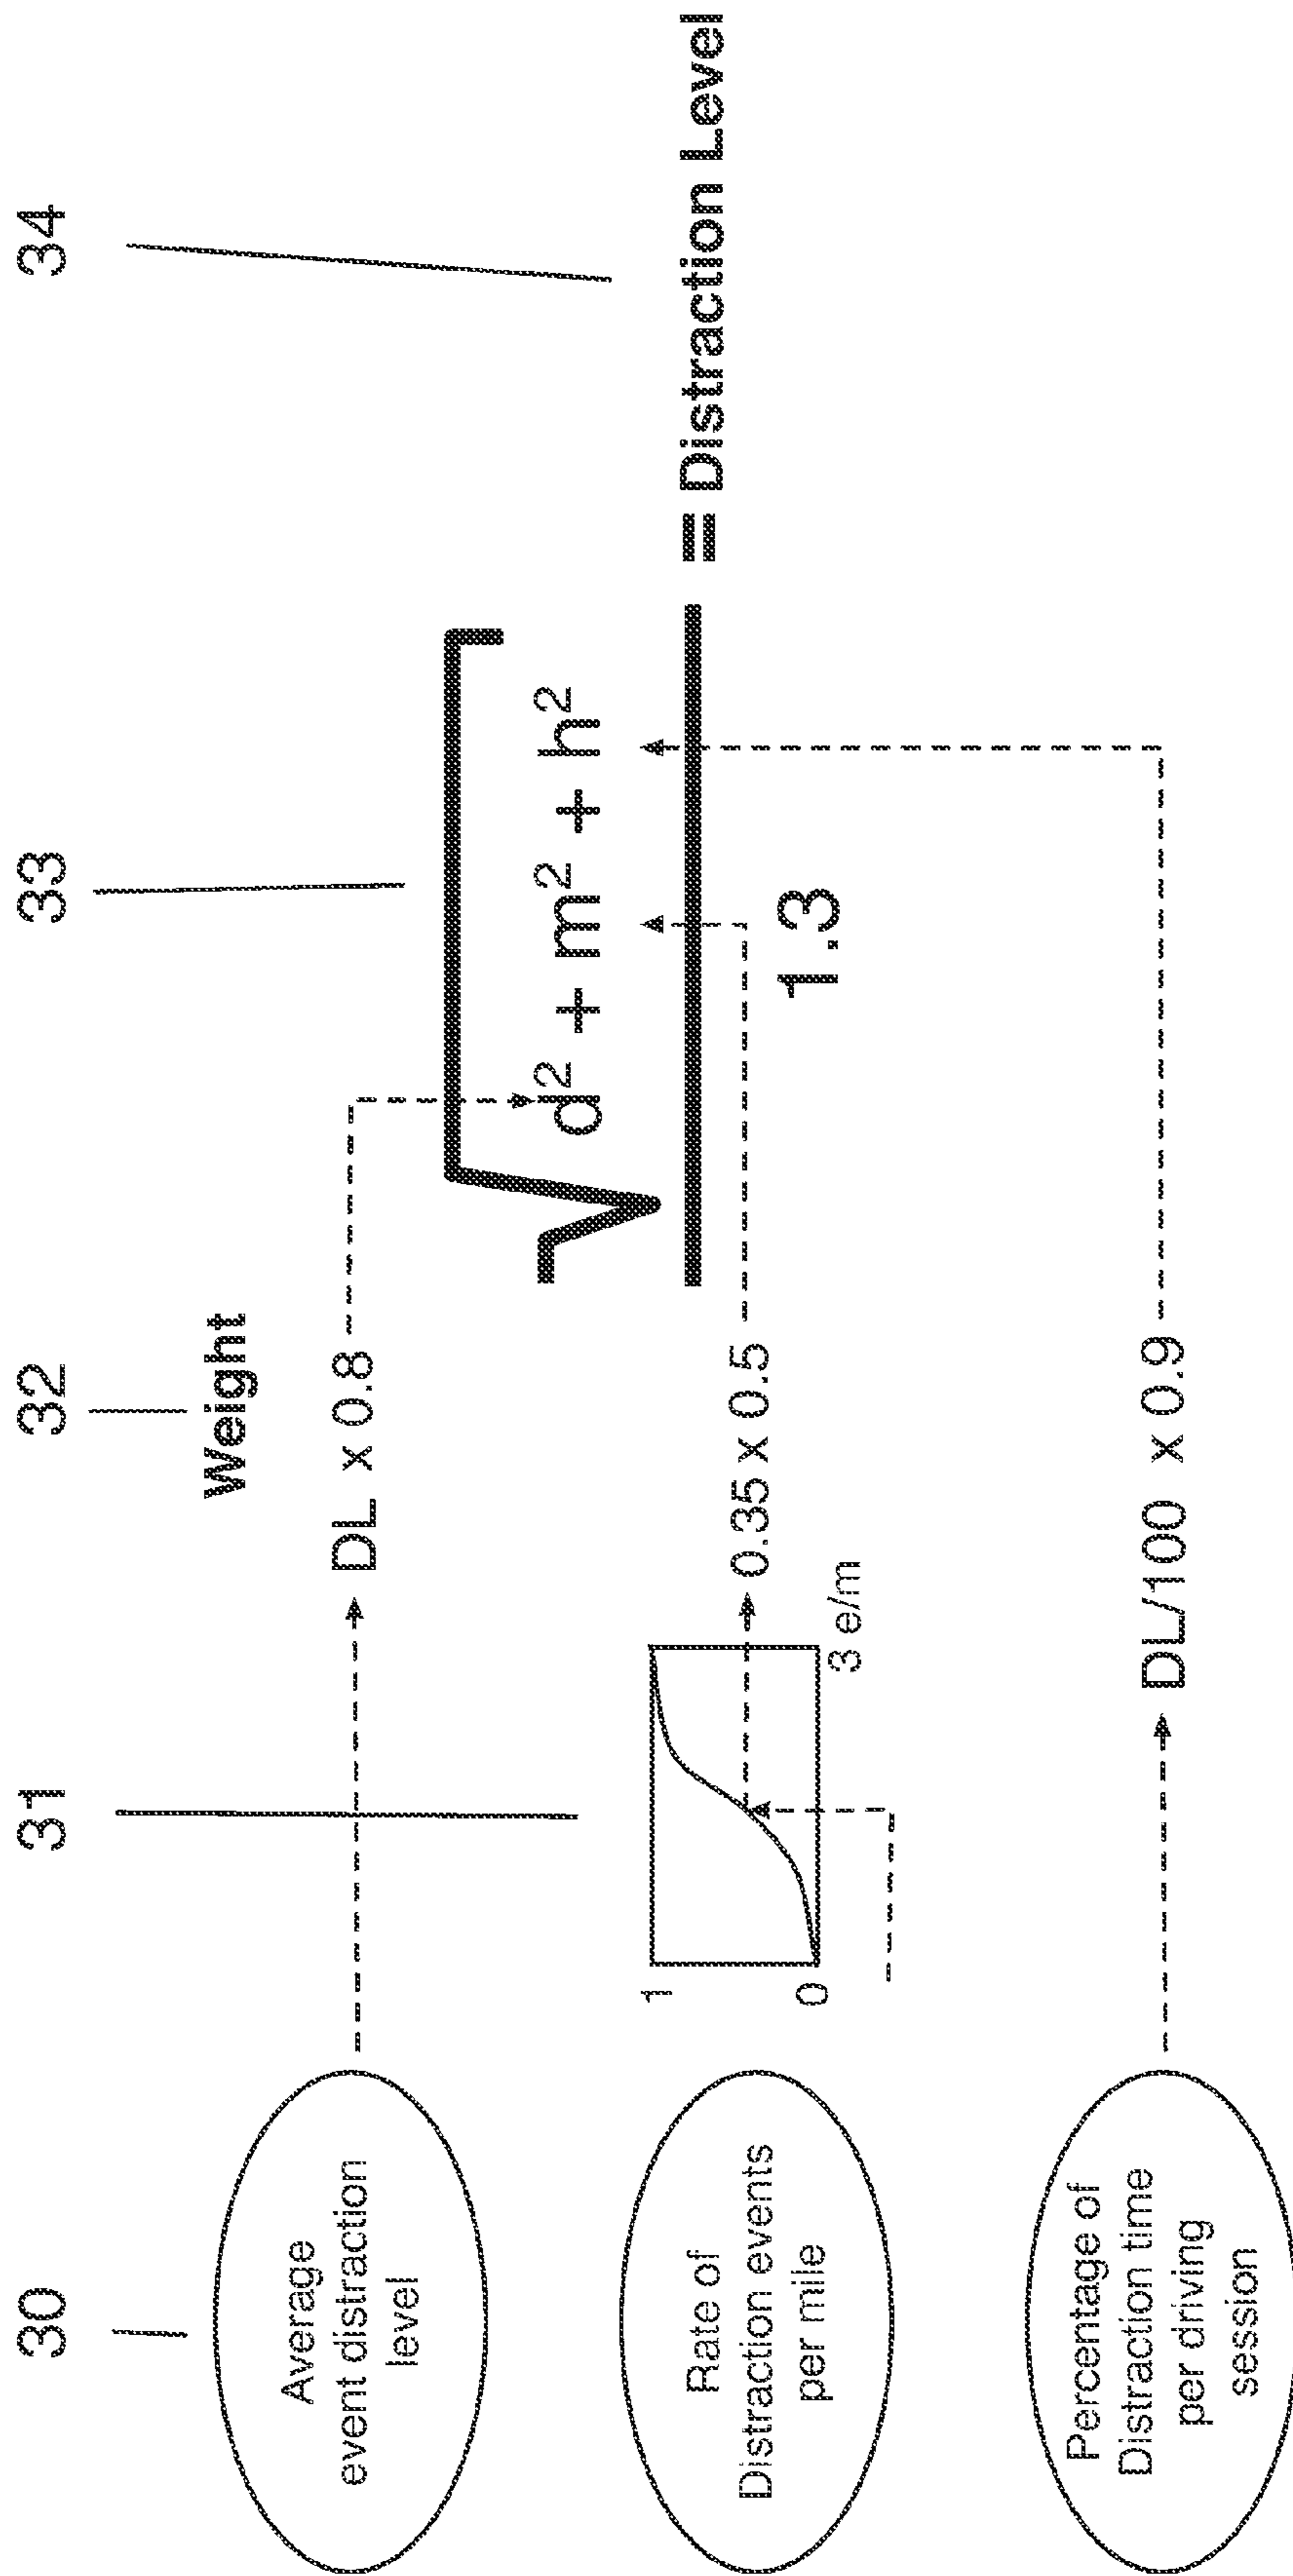 30
31
32
33
34
Weight
Average
event distraction
level
DL x 0.8
d² + m² + h²
= Distraction Level
1.3
Rate of
Distraction events
per mile
1
0
3 e/m
0.35 x 0.5
Percentage of
Distraction time
per driving
session
DL/100 x 0.9